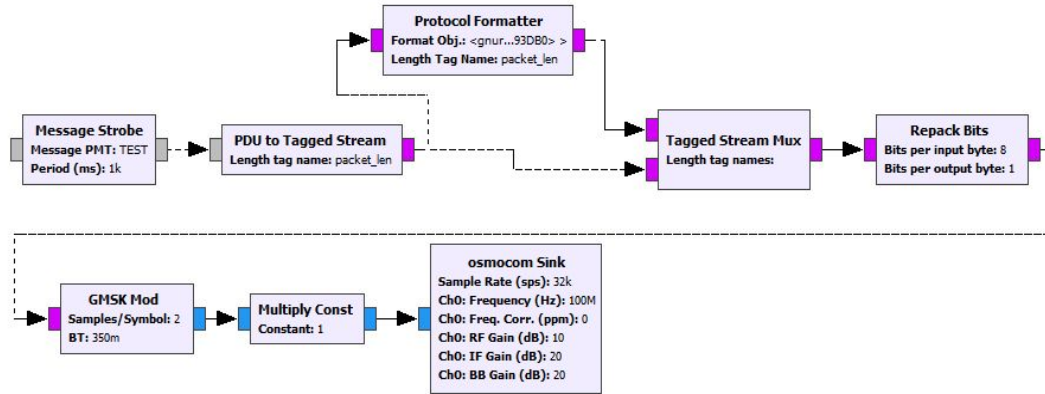 Protocol Formatter
Format Obj.: <gnur...93DB0> >
Length Tag Name: packet_len
Message Strobe
Message PMT: TEST
Period (ms): 1k
PDU to Tagged Stream
Length tag name: packet_len
Tagged Stream Mux
Length tag names:
Repack Bits
Bits per input byte: 8
Bits per output byte: 1
GMSK Mod
Samples/Symbol: 2
BT: 350m
Multiply Const
Constant: 1
osmocom Sink
Sample Rate (sps): 32k
Ch0: Frequency (Hz): 100M
Ch0: Freq. Corr. (ppm): 0
Ch0: RF Gain (dB): 10
Ch0: IF Gain (dB): 20
Ch0: BB Gain (dB): 20